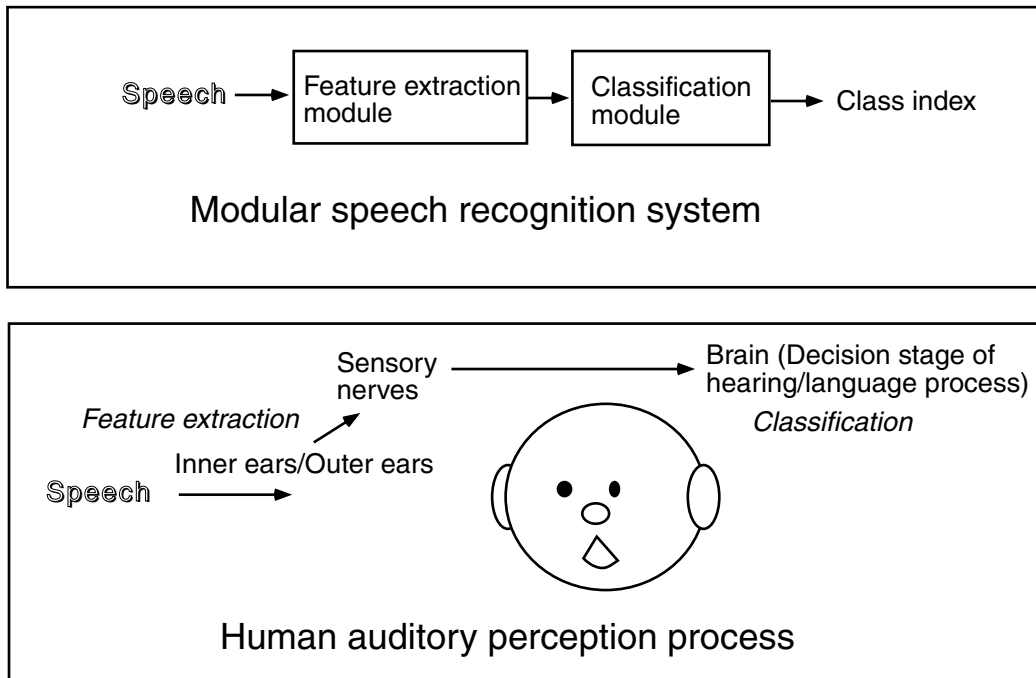 Speech
Feature extraction
module
Classification
module
Class index
Modular speech recognition system
Sensory
nerves
Brain (Decision stage of
hearing/language process)
Feature extraction
Classification
Inner ears/Outer ears
Speech
Human auditory perception process